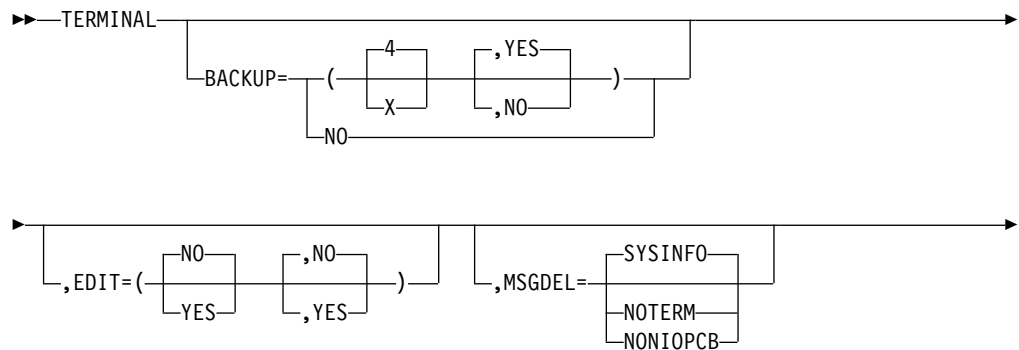 TERMINAL
4 ,YES
BACKUP= ( )
X ,NO
NO
NO ,NO SYSINFO
,EDIT=( ) ,MSGDEL=
YES ,YES NOTERM
NONIOPCB